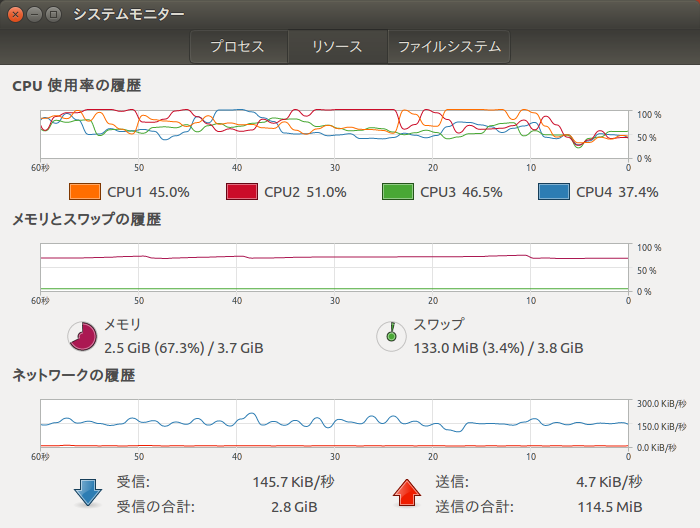 システムモニター
プロセス リソース ファイルシステム
CPU 使用率の履歴
100 %
50 %
0 %
60秒 50 40 30 20 10 0
CPU1 45.0% CPU2 51.0% CPU3 46.5% CPU4 37.4%
メモリとスワップの履歴
100 %
50 %
0 %
60秒 50 40 30 20 10 0
メモリ スワップ
2.5 GiB (67.3%) / 3.7 GiB 133.0 MiB (3.4%) / 3.8 GiB
ネットワークの履歴
300.0 KiB/秒
150.0 KiB/秒
0.0 KiB/秒
60秒 50 40 30 20 10 0
受信: 145.7 KiB/秒 送信: 4.7 KiB/秒
受信の合計: 2.8 GiB 送信の合計: 114.5 MiB